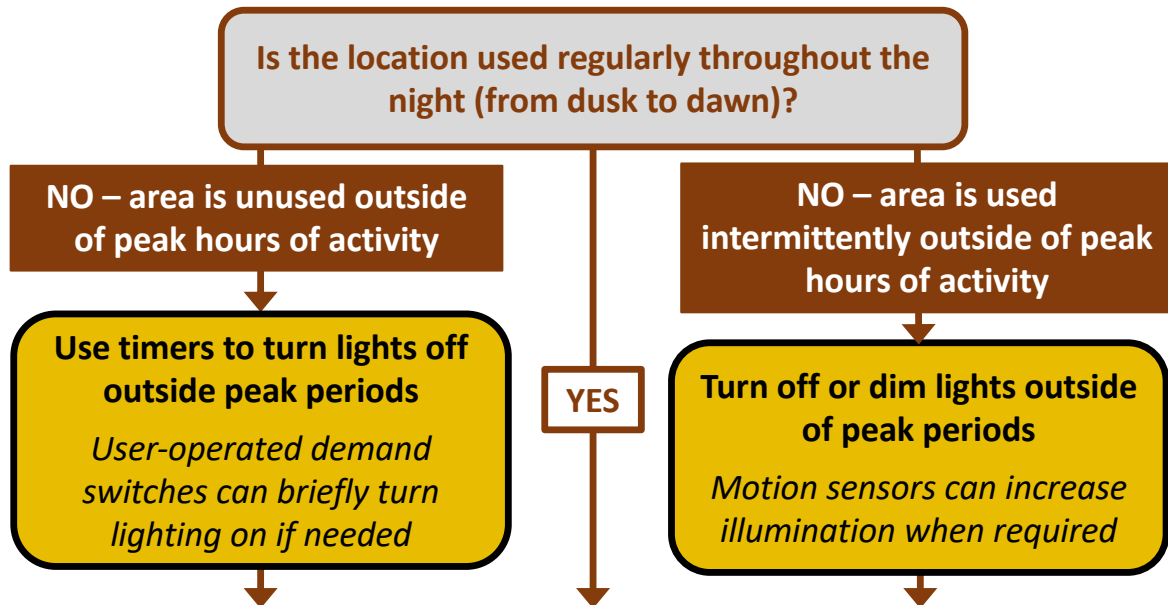 Is the location used regularly throughout the
night (from dusk to dawn)?
NO – area is unused outside
of peak hours of activity
Use timers to turn lights off
outside peak periods
User-operated demand
switches can briefly turn
lighting on if needed
YES
NO – area is used
intermittently outside of peak
hours of activity
Turn off or dim lights outside
of peak periods
Motion sensors can increase
illumination when required